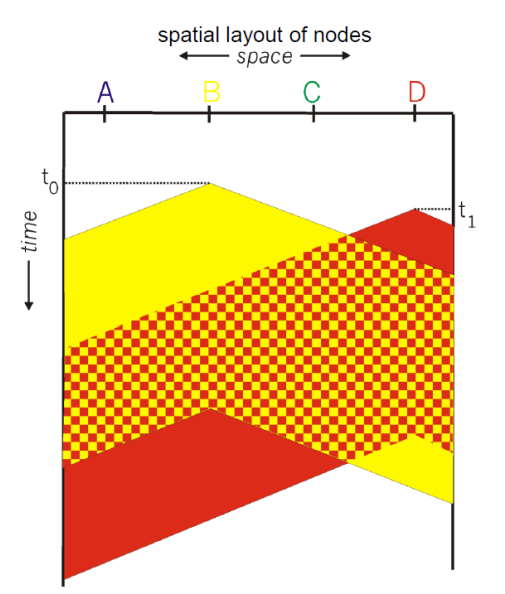 spatial layout of nodes
space
A B C D
t0
t1
time